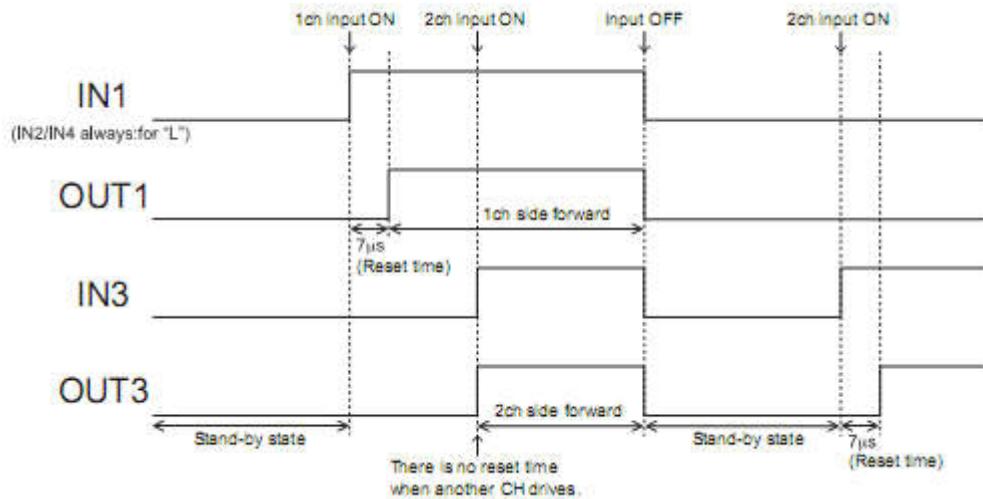 1ch input ON 2ch input ON Input OFF 2ch input ON
IN1
(IN2/IN4 always:for "L")
OUT1
1ch side forward
7μs
(Reset time)
IN3
OUT3
2ch side forward
Stand-by state Stand-by state 7μs
(Reset time)
There is no reset time
when another CH drives.